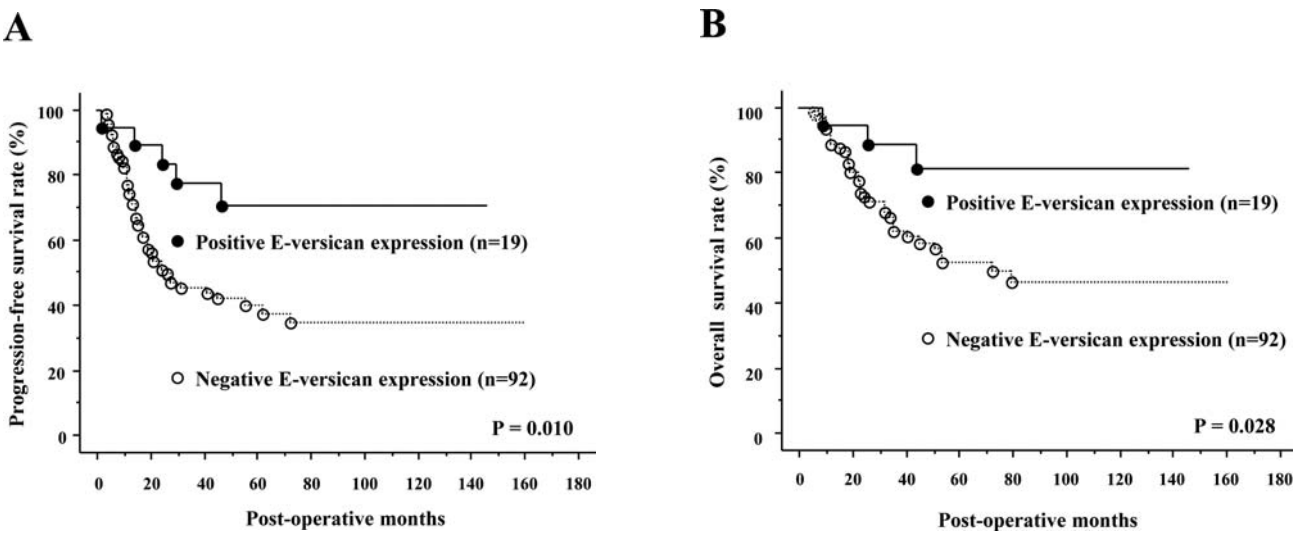 A
Progression-free survival rate (%)
100
80
60
40
20
0
Positive E-versican expression (n=19)
Negative E-versican expression (n=92)
P = 0.010
0 20 40 60 80 100 120 140 160 180
Post-operative months
B
Overall survival rate (%)
100
80
60
40
20
0
Positive E-versican expression (n=19)
Negative E-versican expression (n=92)
P = 0.028
0 20 40 60 80 100 120 140 160 180
Post-operative months